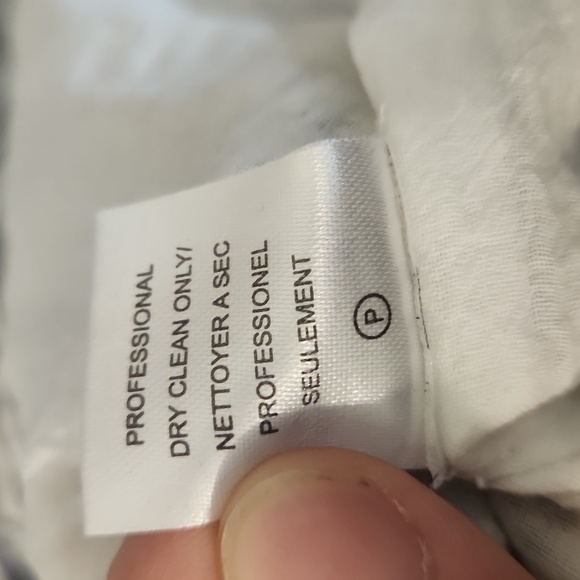 PROFESSIONAL
DRY CLEAN ONLY/
NETTOYER A SEC
PROFESSIONEL
SEULEMENT
P